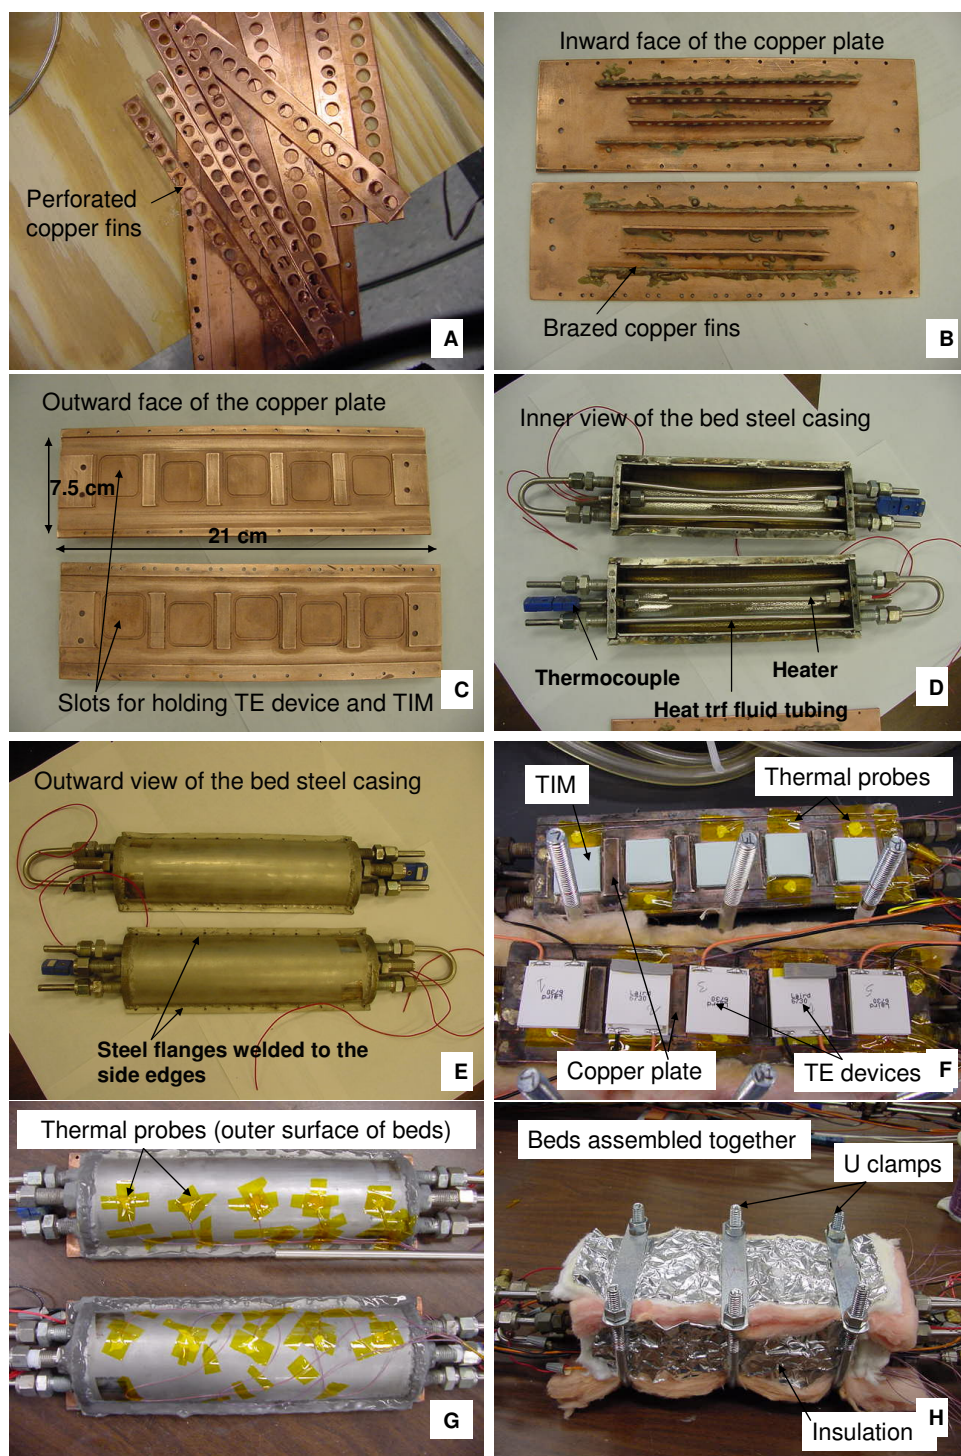 Perforated
copper fins
A
Inward face of the copper plate
Brazed copper fins
B
Outward face of the copper plate
7.5 cm
21 cm
Slots for holding TE device and TIM
C
Inner view of the bed steel casing
Thermocouple
Heater
Heat trf fluid tubing
D
Outward view of the bed steel casing
Steel flanges welded to the
side edges
E
TIM
Thermal probes
1
3
Copper plate
TE devices
F
Thermal probes (outer surface of beds)
G
Beds assembled together
U clamps
Insulation
H